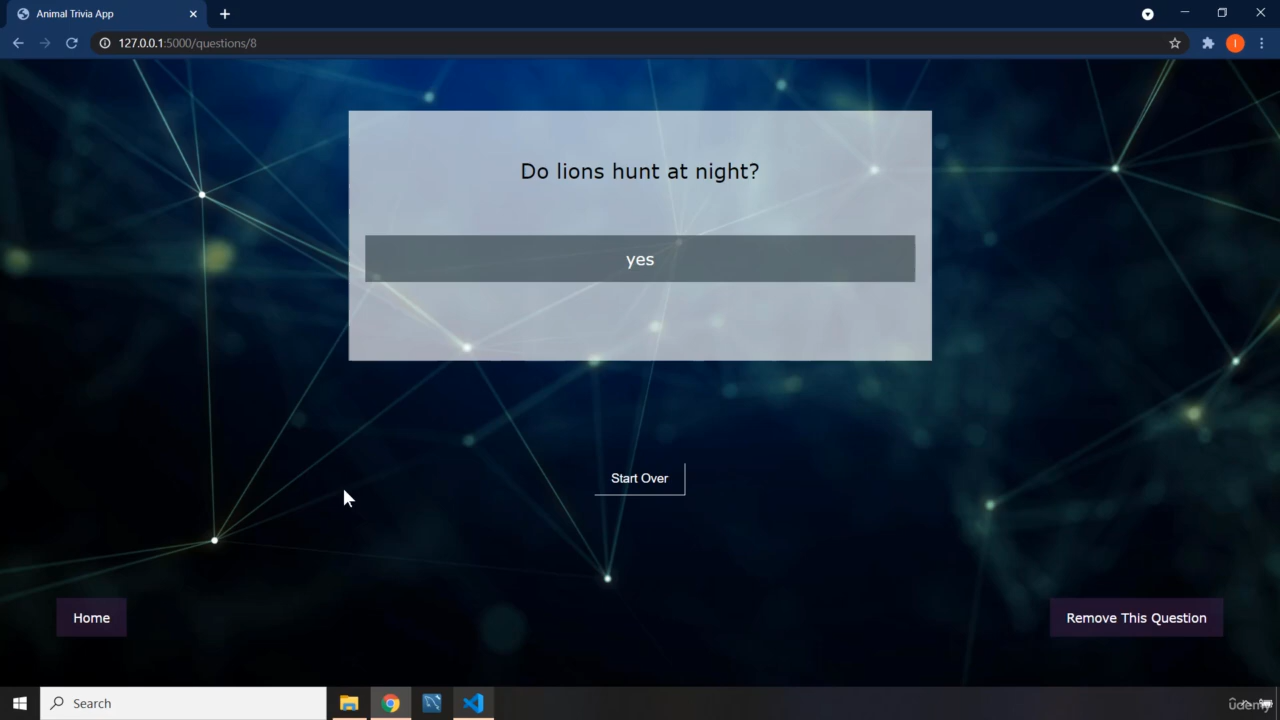 Animal Trivia App
127.0.0.1:5000/questions/8
Do lions hunt at night?
yes
Start Over
Home
Remove This Question
Search
udemy